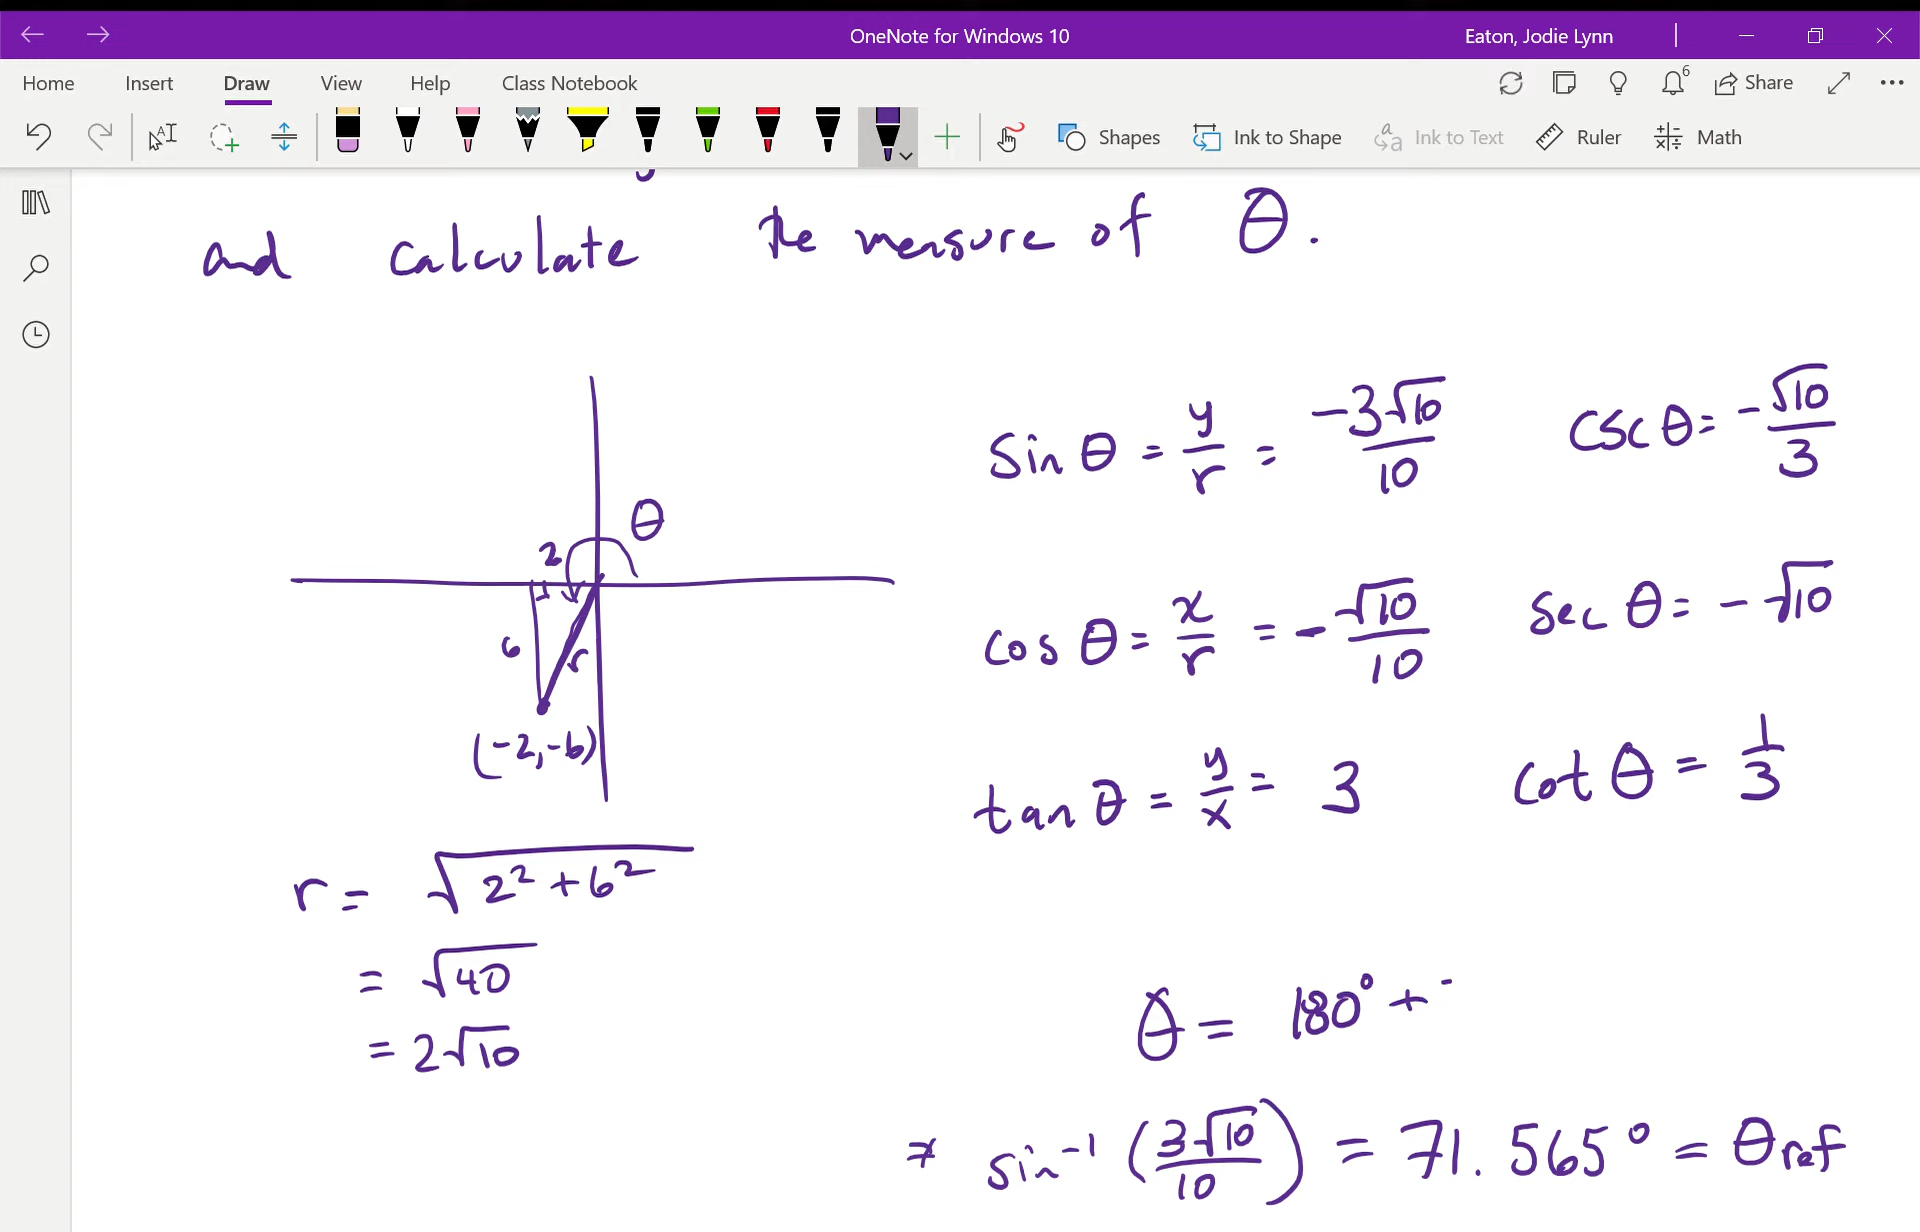 OneNote for Windows 10
Eaton, Jodie Lynn
Home Insert Draw View Help Class Notebook
6
Share
Shapes Ink to Shape Ink to Text Ruler Math
and calculate the measure of θ.
sin θ = y/r = -3√10/10
csc θ = -√10/3
cos θ = x/r = -√10/10
sec θ = -√10
tan θ = y/x = 3
cot θ = 1/3
θ
2
6
r
(-2,-6)
r = √(2² + 6²)
= √40
= 2√10
θ = 180° + -
* sin⁻¹ (3√10/10) = 71.565° = θref